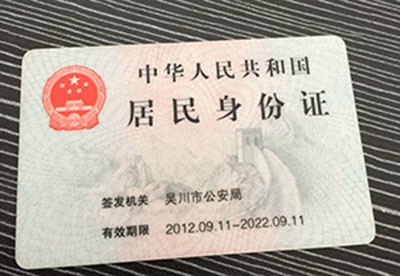 中华人民共和国
居民身份证
签发机关 吴川市公安局
有效期限 2012.09.11-2022.09.11